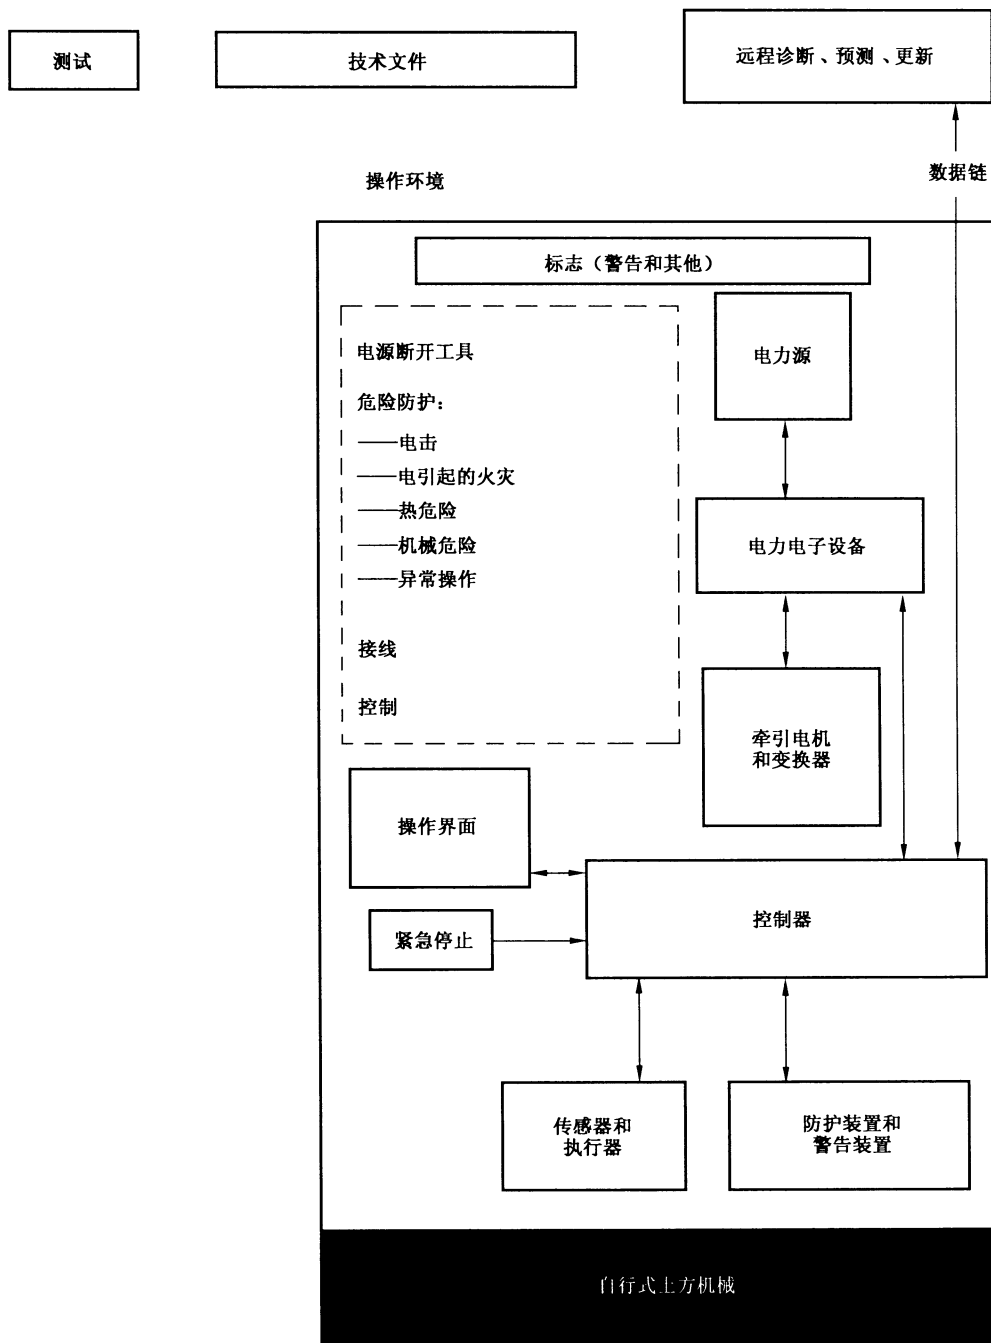 测试
技术文件
远程诊断、预测、更新
数据链
操作环境
标志（警告和其他）
电源断开工具
危险防护：
——电击
——电引起的火灾
——热危险
——机械危险
——异常操作
接线
控制
电力源
电力电子设备
牵引电机
和变换器
操作界面
紧急停止
控制器
传感器和
执行器
防护装置和
警告装置
自行式土方机械